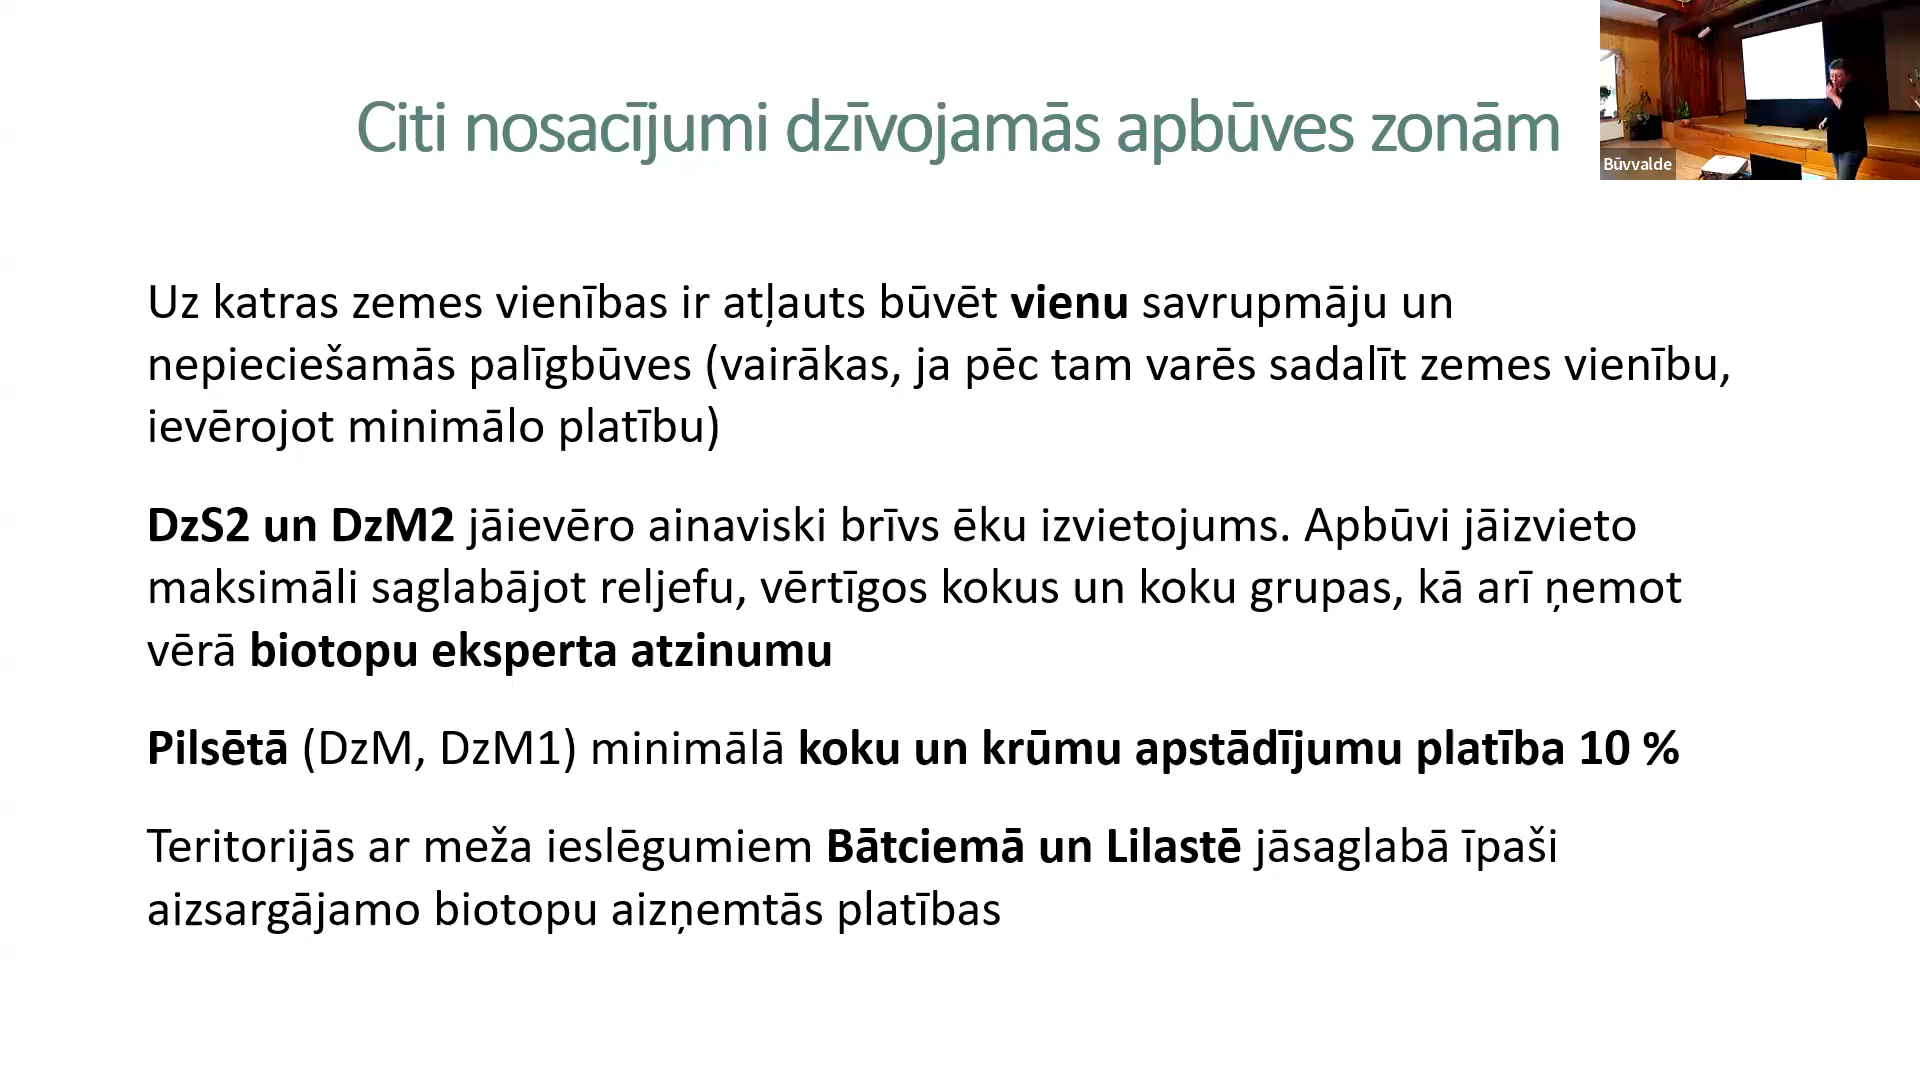 Citi nosacījumi dzīvojamās apbūves zonām
Būvvalde
Uz katras zemes vienības ir atļauts būvēt vienu savrupmāju un
nepieciešamās palīgbūves (vairākas, ja pēc tam varēs sadalīt zemes vienību,
ievērojot minimālo platību)
DzS2 un DzM2 jāievēro ainaviski brīvs ēku izvietojums. Apbūvi jāizvieto
maksimāli saglabājot reljefu, vērtīgos kokus un koku grupas, kā arī ņemot
vērā biotopu eksperta atzinumu
Pilsētā (DzM, DzM1) minimālā koku un krūmu apstādījumu platība 10 %
Teritorijās ar meža ieslēgumiem Bātciemā un Lilastē jāsaglabā īpaši
aizsargājamo biotopu aizņemtās platības